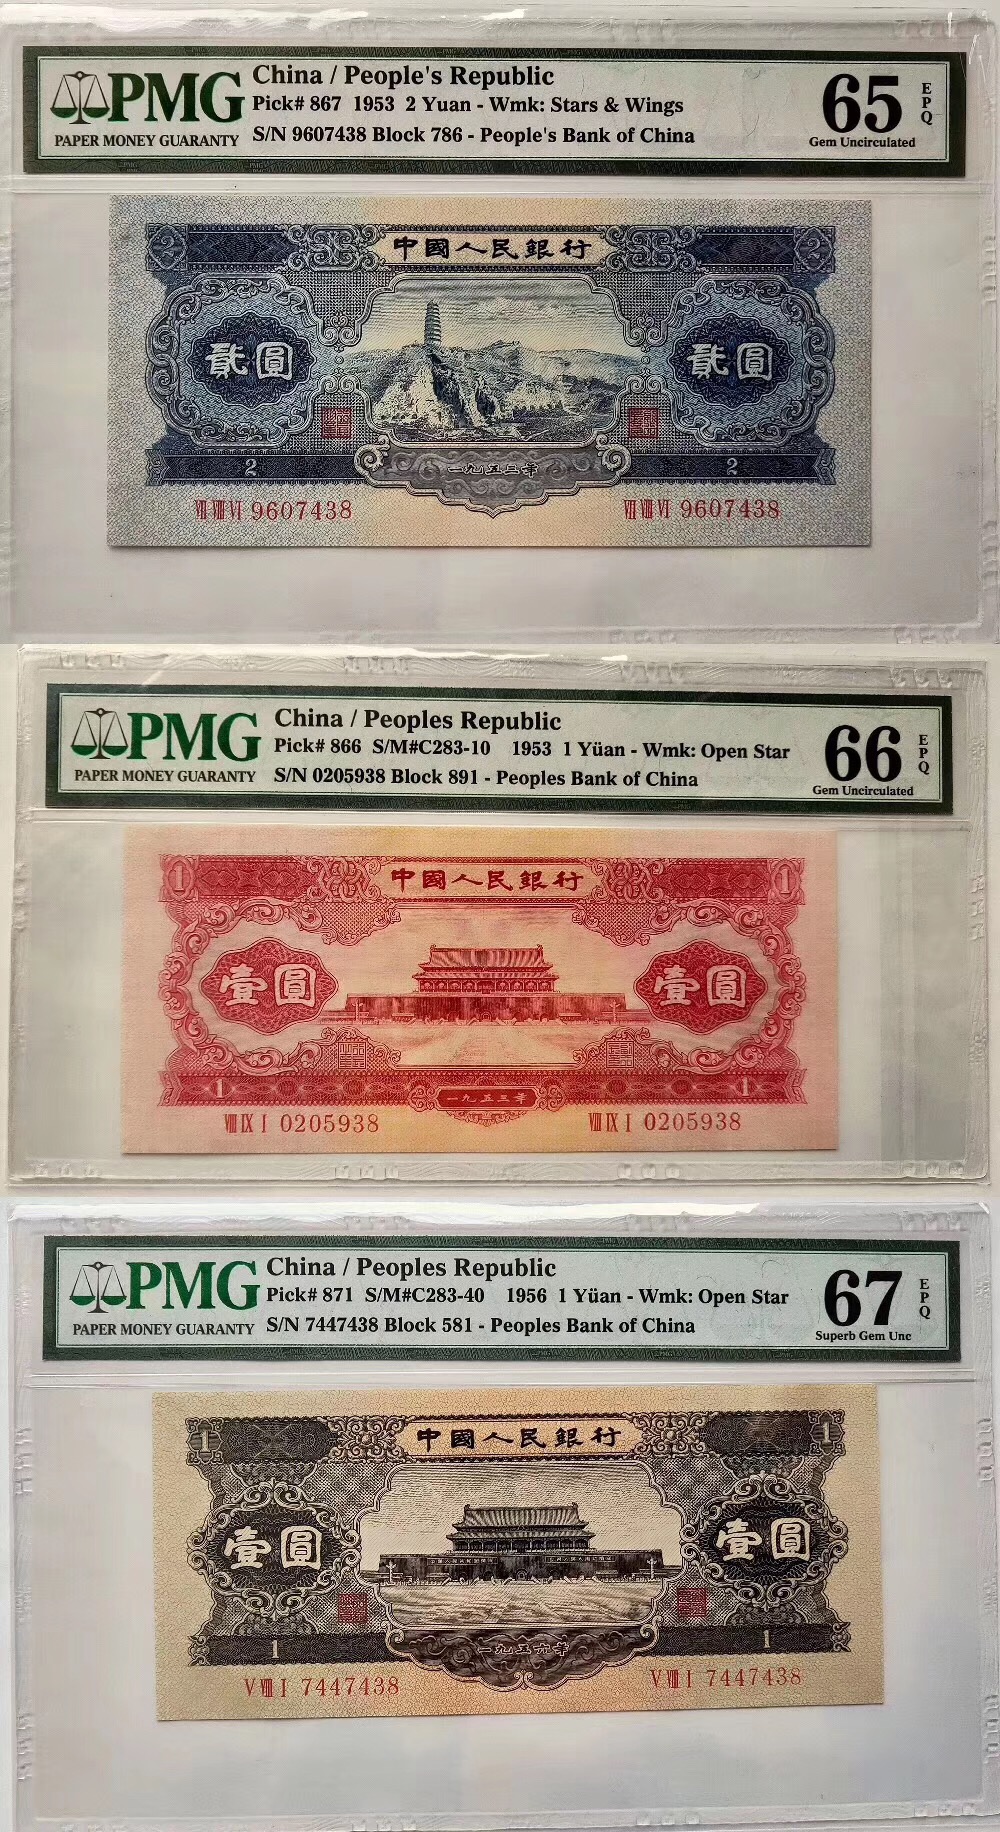 PMG
PAPER MONEY GUARANTY
China / People's Republic
Pick# 867 1953 2 Yuan - Wmk: Stars & Wings
S/N 9607438 Block 786 - People's Bank of China
65
EPQ
Gem Uncirculated
2 中國人民銀行 2
貳圓 貳圓
2 一九五三年 2
VII VIII VI 9607438 VII VIII VI 9607438
PMG
PAPER MONEY GUARANTY
China / Peoples Republic
Pick# 866 S/M#C283-10 1953 1 Yüan - Wmk: Open Star
S/N 0205938 Block 891 - Peoples Bank of China
66
EPQ
Gem Uncirculated
1 中國人民銀行 1
壹圓 壹圓
1 一九五三年 1
VIII IX I 0205938 VIII IX I 0205938
PMG
PAPER MONEY GUARANTY
China / Peoples Republic
Pick# 871 S/M#C283-40 1956 1 Yüan - Wmk: Open Star
S/N 7447438 Block 581 - Peoples Bank of China
67
EPQ
Superb Gem Unc
1 中國人民銀行 1
壹圓 壹圓
1 一九五六年 1
V VIII I 7447438 V VIII I 7447438